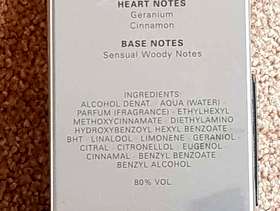 HEART NOTES
Geranium
Cinnamon
BASE NOTES
Sensual Woody Notes
INGREDIENTS:
ALCOHOL DENAT. - AQUA (WATER) -
PARFUM (FRAGRANCE) - ETHYLHEXYL
METHOXYCINNAMATE - DIETHYLAMINO
HYDROXYBENZOYL HEXYL BENZOATE
BHT - LINALOOL - LIMONENE - GERANIOL
CITRAL - CITRONELLOL - EUGENOL
CINNAMAL - BENZYL BENZOATE
BENZYL ALCOHOL
80% VOL.